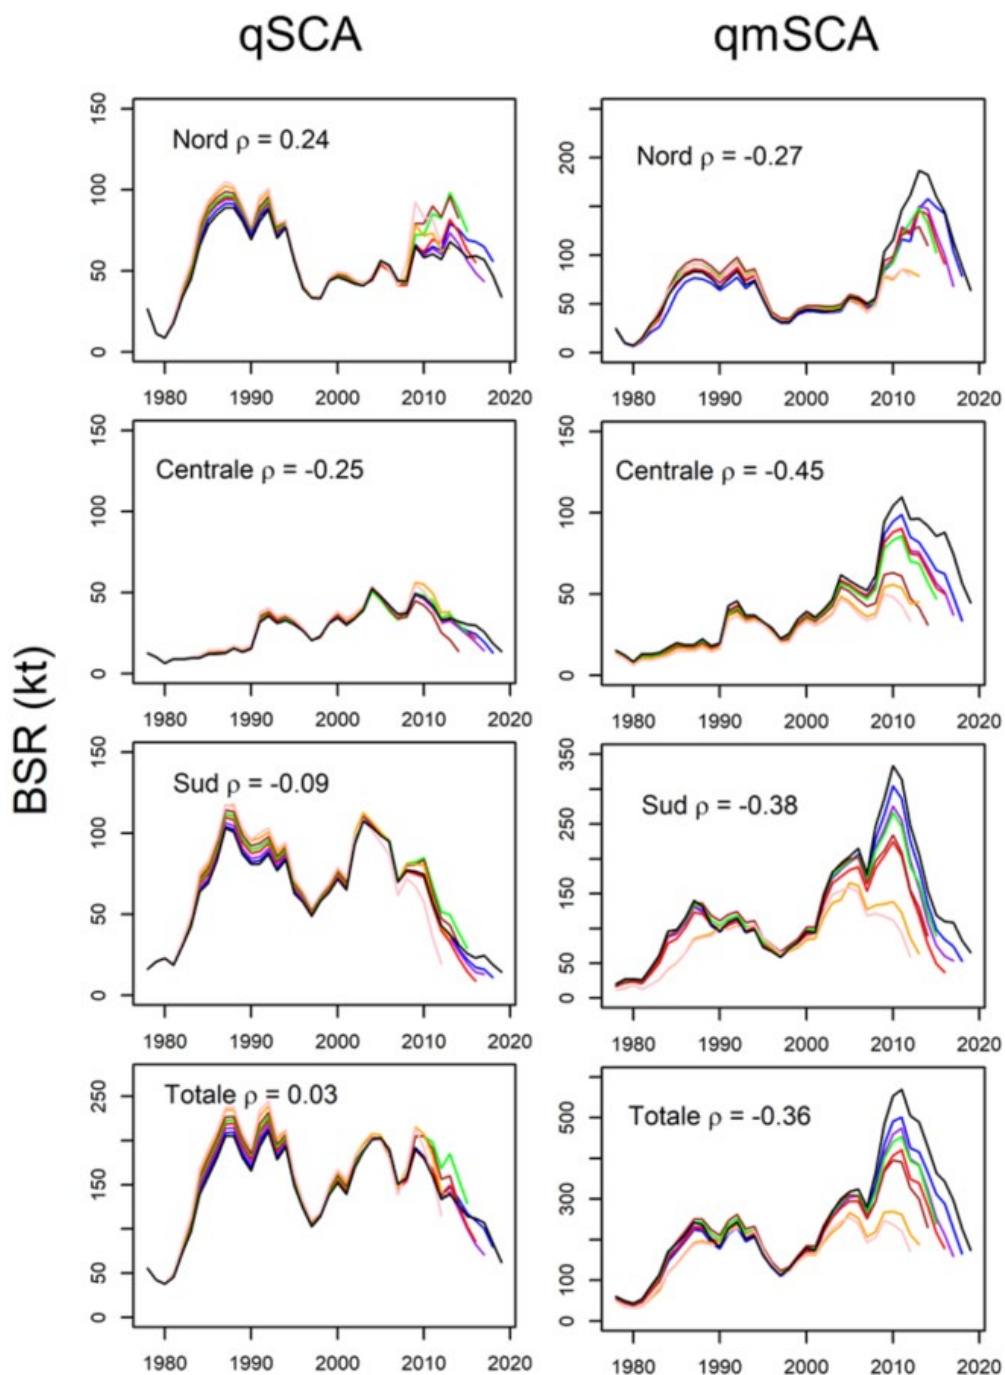 qSCA
qmSCA
BSR (kt)
Nord ρ = 0.24
0 50 100 150
1980 1990 2000 2010 2020
Nord ρ = -0.27
0 50 100 200
1980 1990 2000 2010 2020
Centrale ρ = -0.25
0 50 100 150
1980 1990 2000 2010 2020
Centrale ρ = -0.45
0 50 100 150
1980 1990 2000 2010 2020
Sud ρ = -0.09
0 50 100 150
1980 1990 2000 2010 2020
Sud ρ = -0.38
0 50 150 250 350
1980 1990 2000 2010 2020
Totale ρ = 0.03
0 50 150 250
1980 1990 2000 2010 2020
Totale ρ = -0.36
0 100 300 500
1980 1990 2000 2010 2020